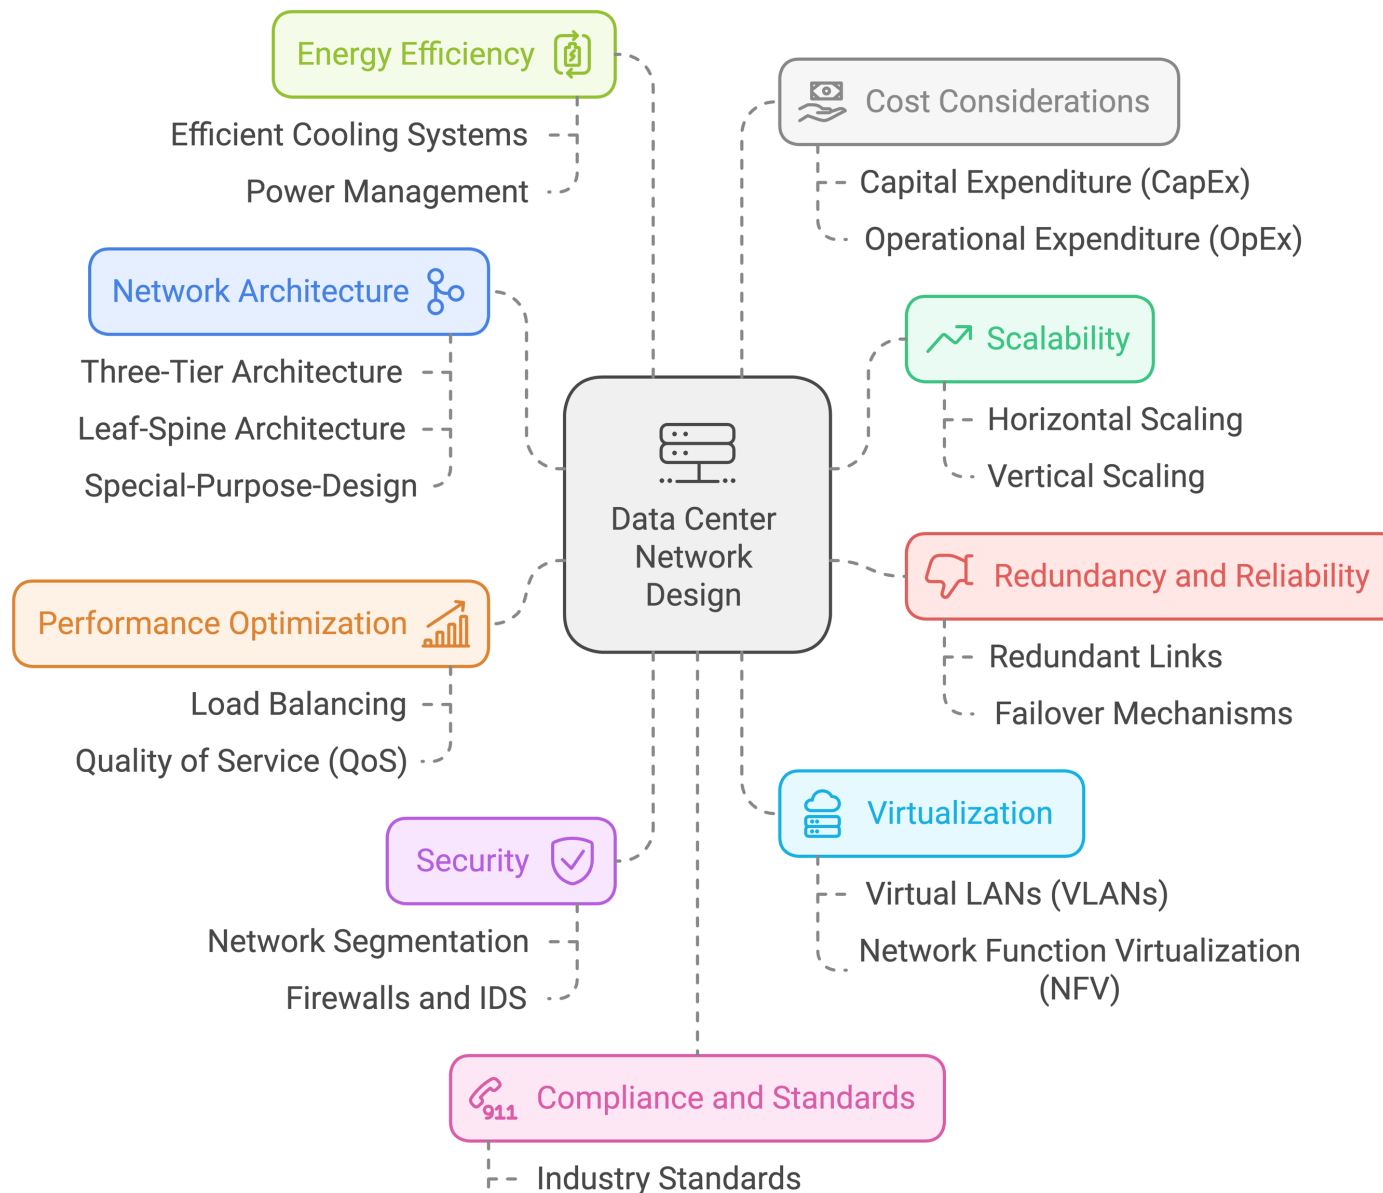 Energy Efficiency
Efficient Cooling Systems
Power Management
Cost Considerations
Capital Expenditure (CapEx)
Operational Expenditure (OpEx)
Network Architecture
Three-Tier Architecture
Leaf-Spine Architecture
Special-Purpose-Design
Scalability
Horizontal Scaling
Vertical Scaling
Data Center
Network
Design
Redundancy and Reliability
Redundant Links
Failover Mechanisms
Performance Optimization
Load Balancing
Quality of Service (QoS)
Virtualization
Virtual LANs (VLANs)
Network Function Virtualization
(NFV)
Security
Network Segmentation
Firewalls and IDS
911
Compliance and Standards
Industry Standards